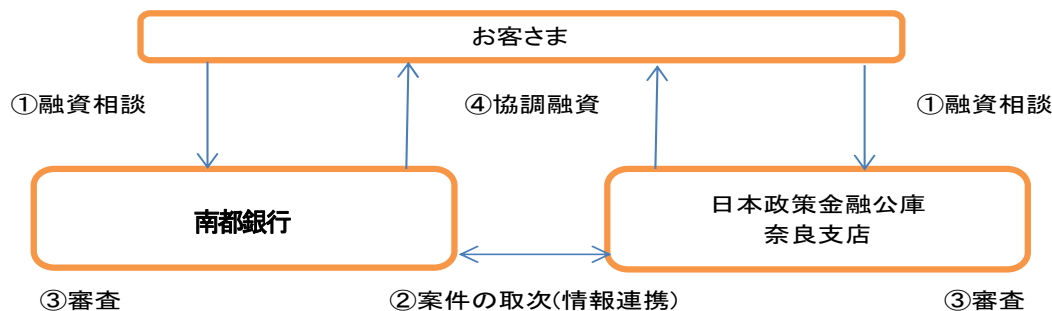 お客さま
①融資相談
④協調融資
①融資相談
南都銀行
日本政策金融公庫
奈良支店
③審査
②案件の取次(情報連携)
③審査